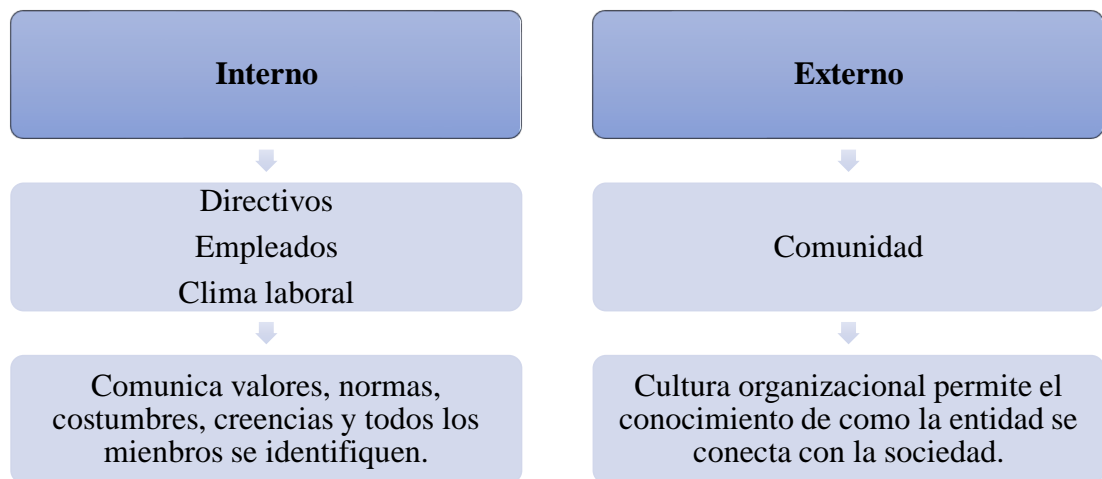 Interno
Directivos
Empleados
Clima laboral
Comunica valores, normas,
costumbres, creencias y todos los
mienbros se identifiquen.
Externo
Comunidad
Cultura organizacional permite el
conocimiento de como la entidad se
conecta con la sociedad.